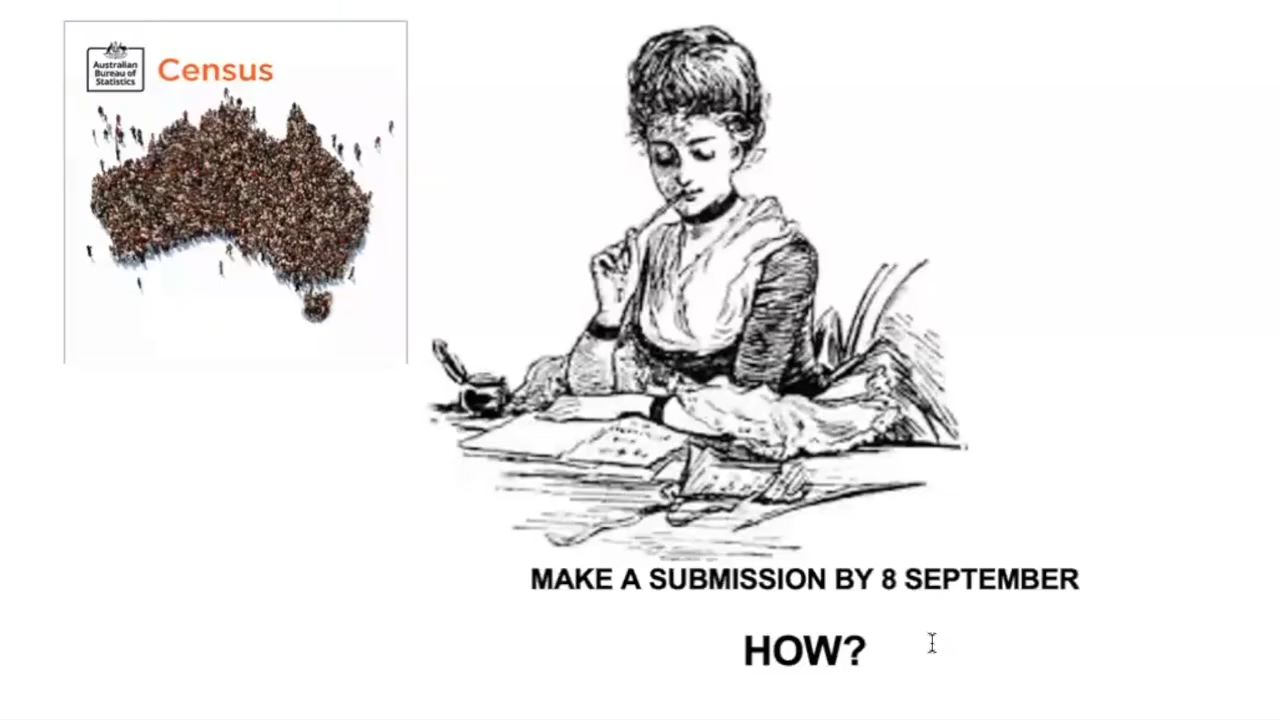 Australian
Bureau of
Statistics
Census
MAKE A SUBMISSION BY 8 SEPTEMBER
HOW?